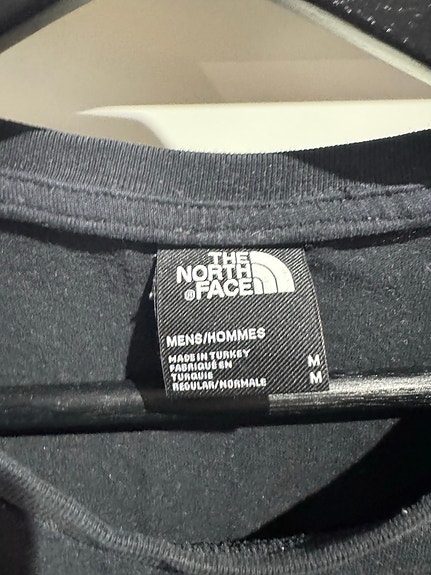 THE
NORTH
®FACE
MENS/HOMMES
MADE IN TURKEY
FABRIQUÉ EN
TURQUIE
REGULAR/NORMALE
M
M